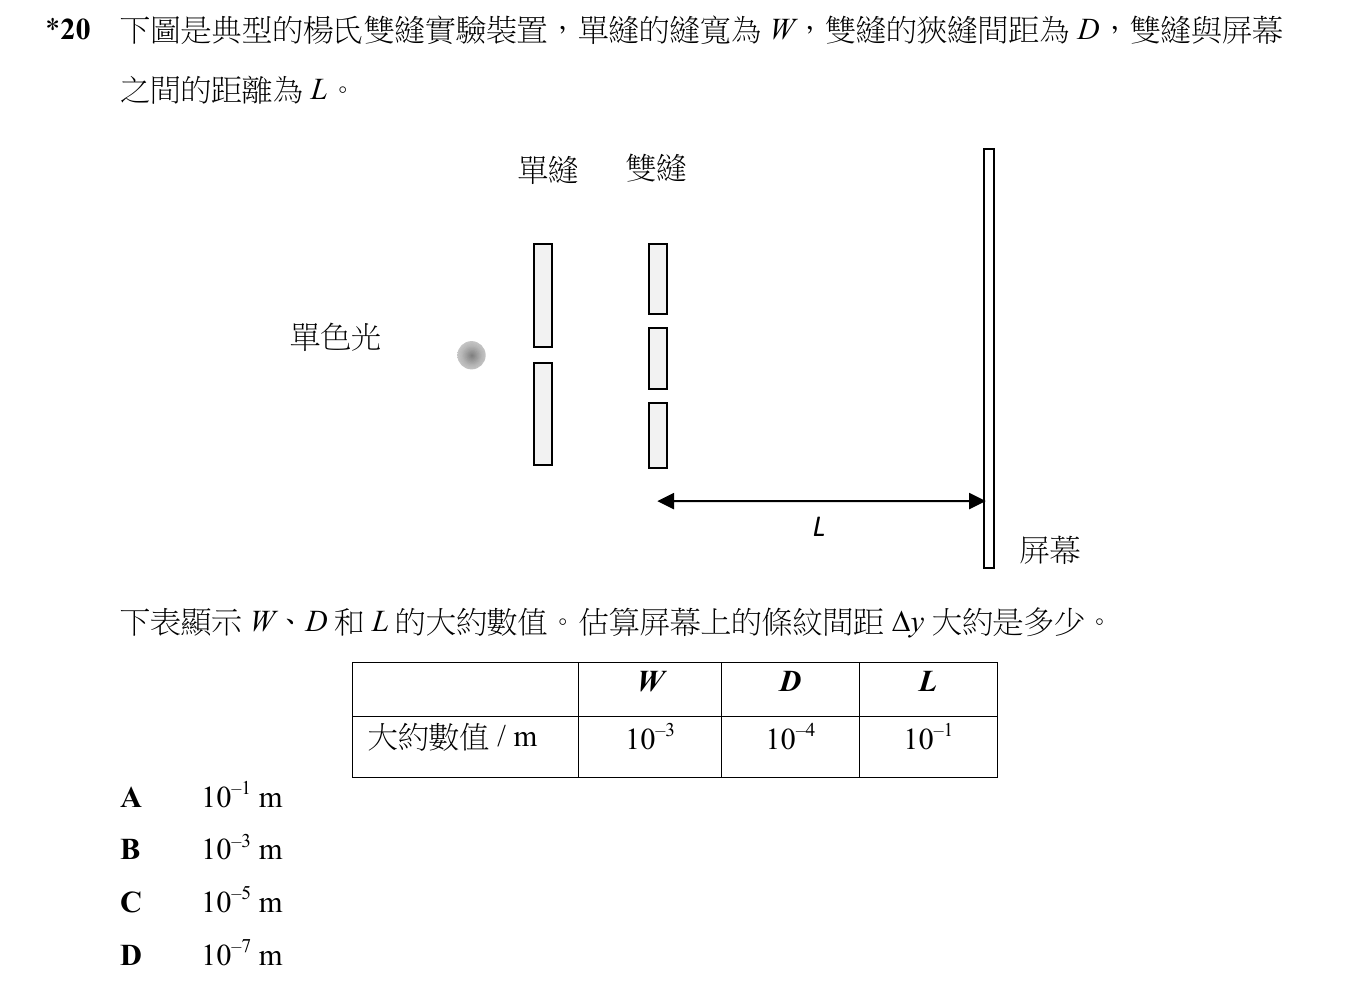 *20 下圖是典型的楊氏雙縫實驗裝置，單縫的縫寬為 W，雙縫的狹縫間距為 D，雙縫與屏幕
之間的距離為 L。
單縫 雙縫
單色光
L
屏幕
下表顯示 W、D 和 L 的大約數值。估算屏幕上的條紋間距 Δy 大約是多少。
W D L
大約數值 / m 10⁻³ 10⁻⁴ 10⁻¹
A 10⁻¹ m
B 10⁻³ m
C 10⁻⁵ m
D 10⁻⁷ m